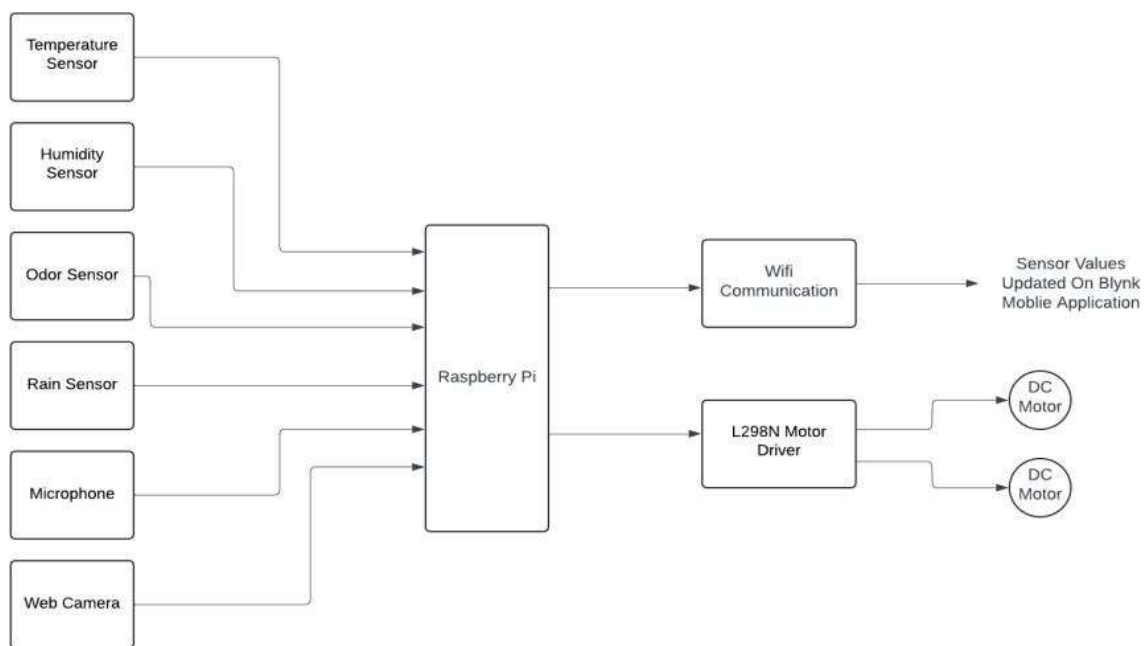 Temperature
Sensor
Humidity
Sensor
Odor Sensor
Rain Sensor
Microphone
Web Camera
Raspberry Pi
Wifi
Communication
Sensor Values
Updated On Blynk
Moblie Application
L298N Motor
Driver
DC
Motor
DC
Motor